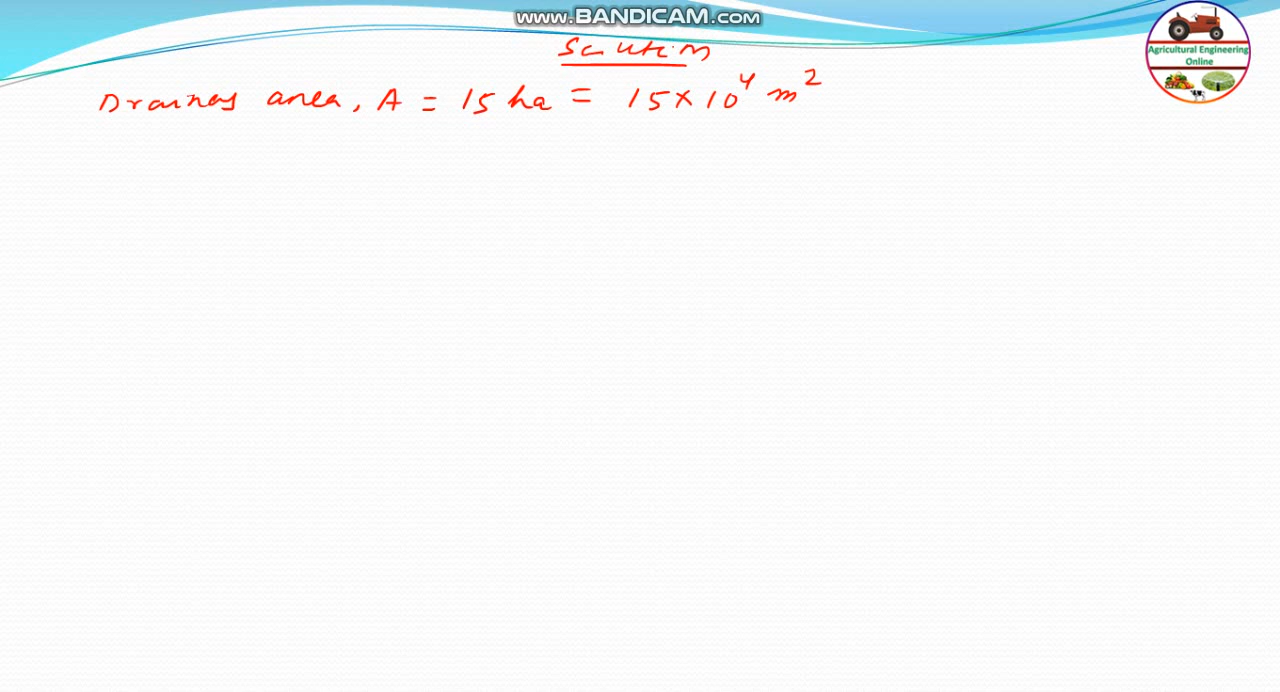 www.BANDICAM.com
Solution
Agricultural Engineering
Online
Drainage area, A = 15 ha = 15 × 10⁴ m²